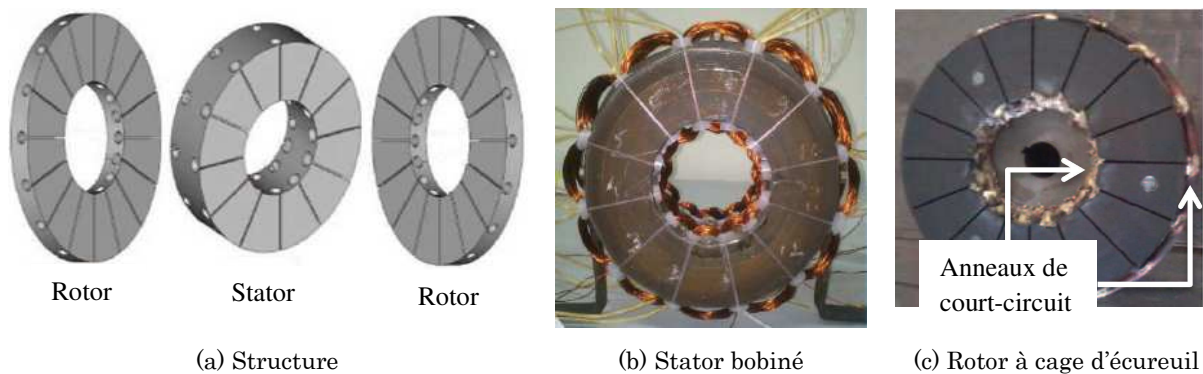 Rotor
Stator
Rotor
Anneaux de
court-circuit
(a) Structure
(b) Stator bobiné
(c) Rotor à cage d'écureuil